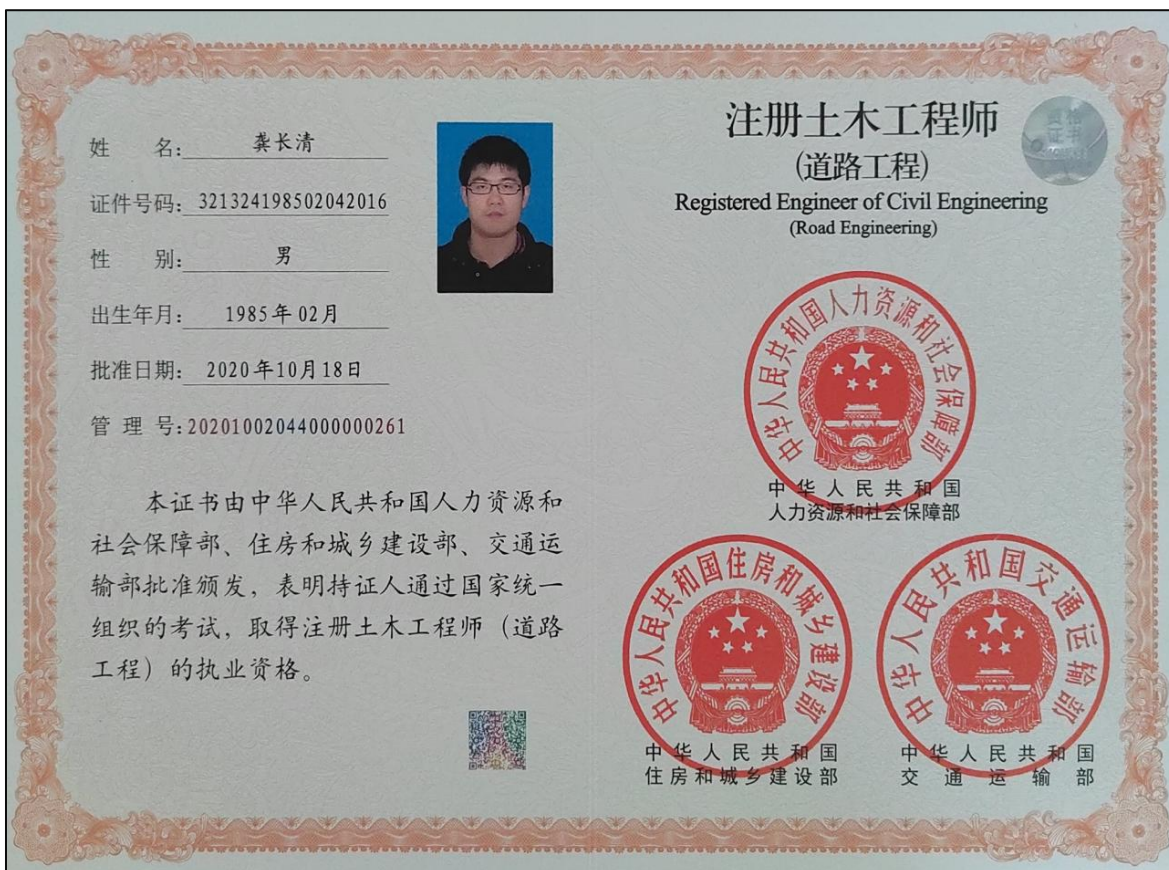 姓 名: 龚长清
证件号码: 321324198502042016
性 别: 男
出生年月: 1985年02月
批准日期: 2020年10月18日
管 理 号: 20201002044000000261
本证书由中华人民共和国人力资源和
社会保障部、住房和城乡建设部、交通运
输部批准颁发，表明持证人通过国家统一
组织的考试，取得注册土木工程师（道路
工程）的执业资格。
注册土木工程师
(道路工程)
Registered Engineer of Civil Engineering
(Road Engineering)
资格
证书
中华人民共和国人力资源和社会保障部
中华人民共和国
人力资源和社会保障部
中华人民共和国住房和城乡建设部
中华人民共和国
住房和城乡建设部
中华人民共和国交通运输部
中华人民共和国
交通运输部